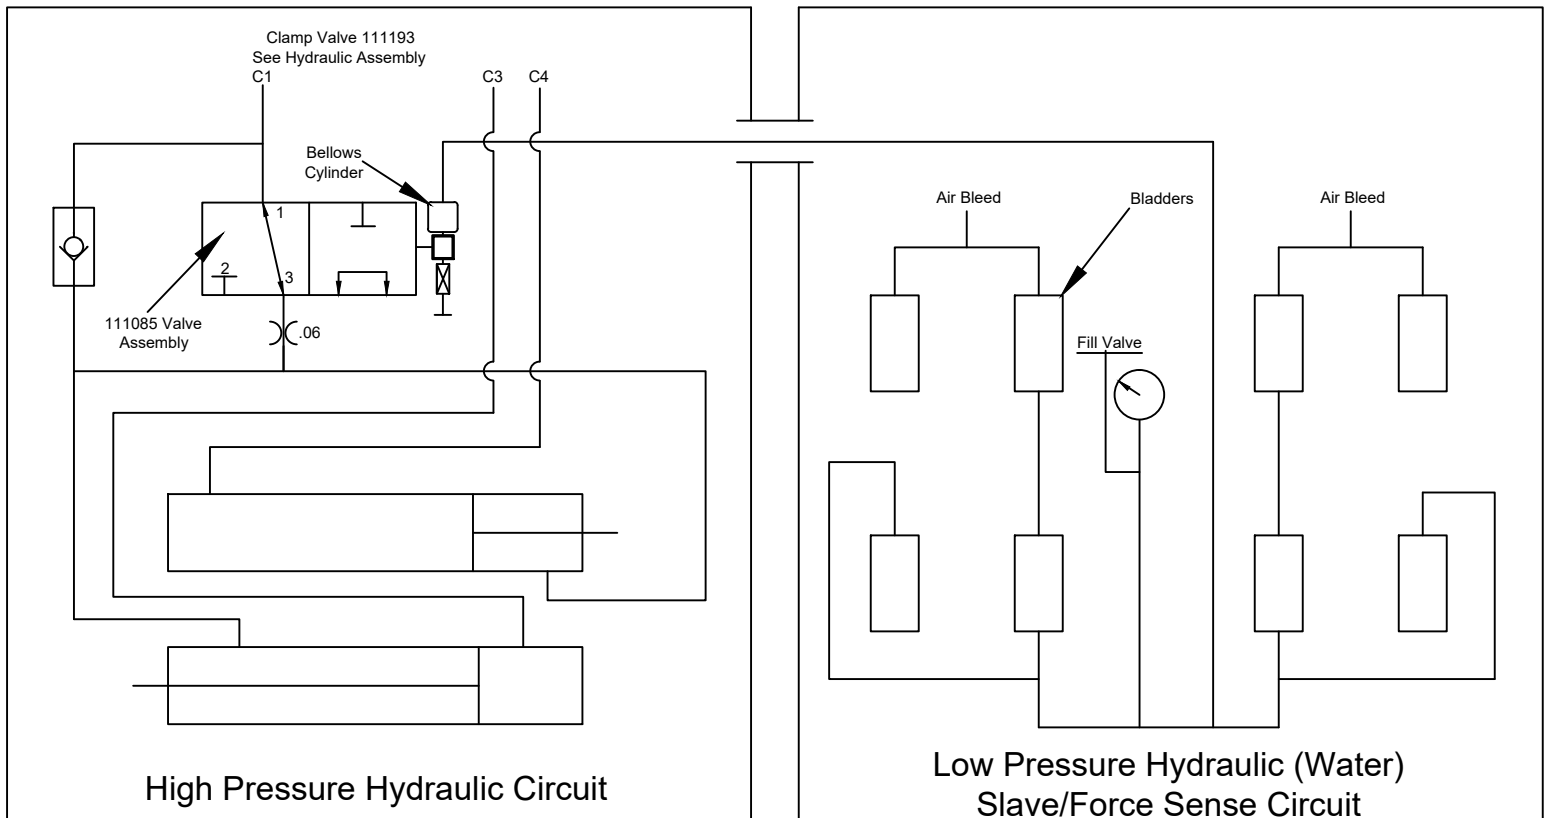 Clamp Valve 111193
See Hydraulic Assembly
C1
C3
C4
Bellows
Cylinder
1
2
3
.06
111085 Valve
Assembly
High Pressure Hydraulic Circuit
Air Bleed
Bladders
Air Bleed
Fill Valve
Low Pressure Hydraulic (Water)
Slave/Force Sense Circuit